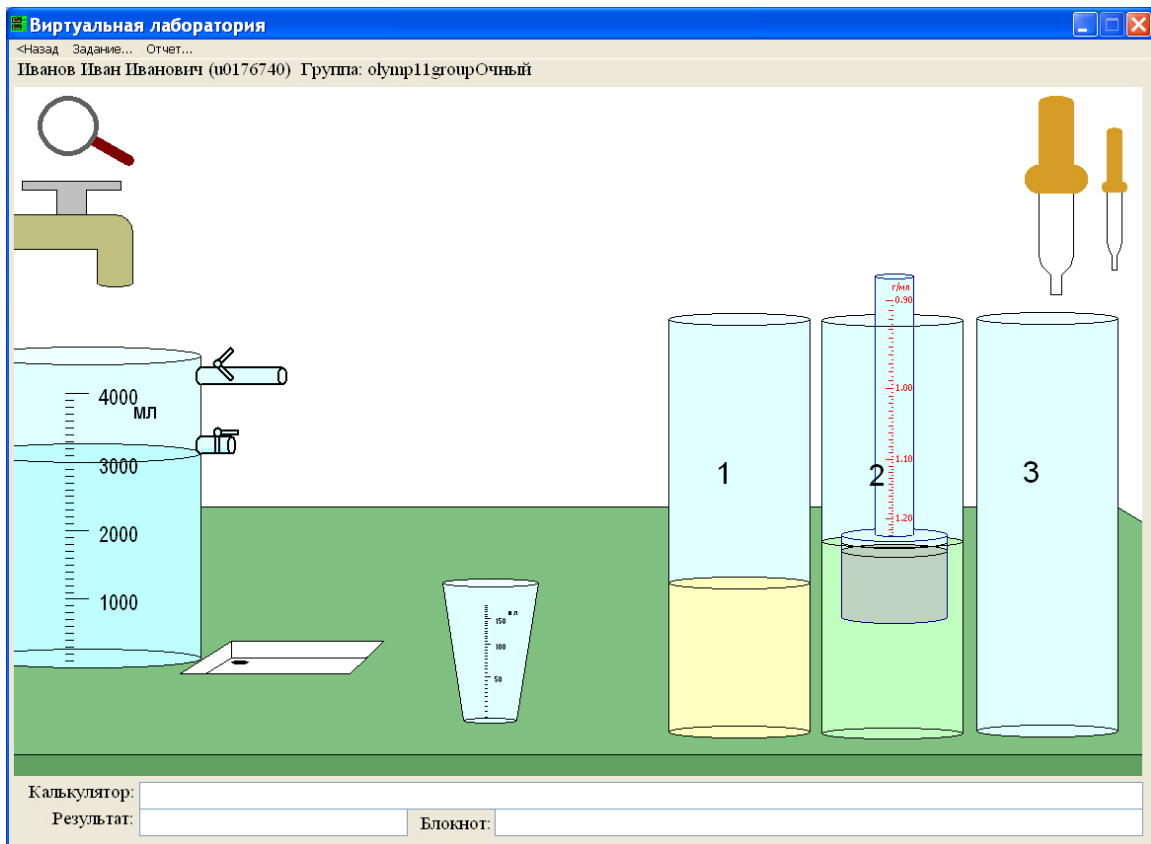 Виртуальная лаборатория
<Назад Задание... Отчет...
Иванов Иван Иванович (u0176740) Группа: olymp11groupОчный
г/мл
0.90
1.00
1.10
1.20
4000
мл
3000
2000
1000
1
2
3
мл
150
100
50
Калькулятор:
Результат:
Блокнот: